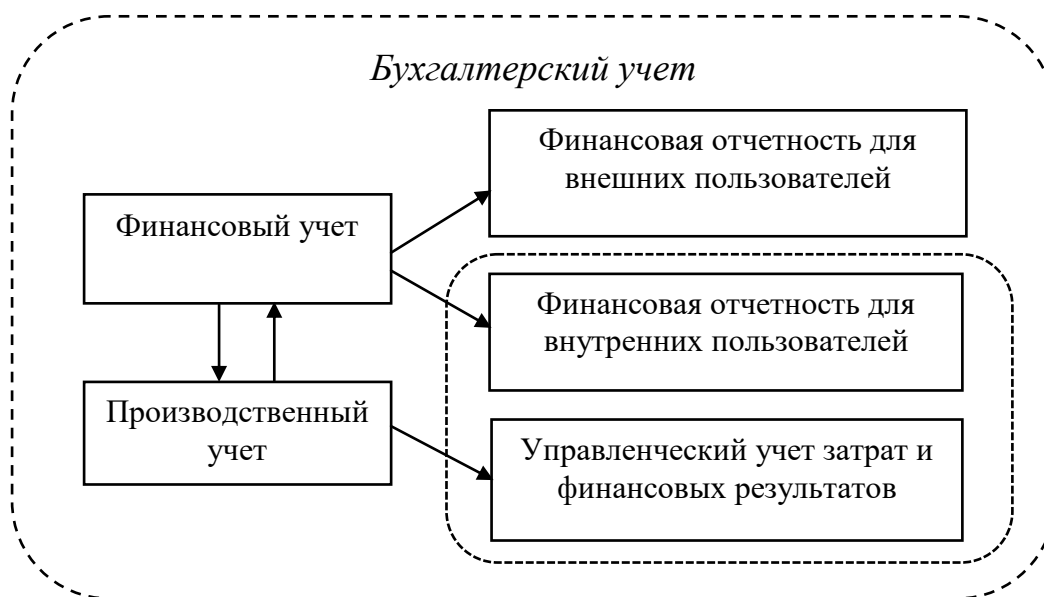 Бухгалтерский учет
Финансовая отчетность для
внешних пользователей
Финансовый учет
Финансовая отчетность для
внутренних пользователей
Производственный
учет
Управленческий учет затрат и
финансовых результатов